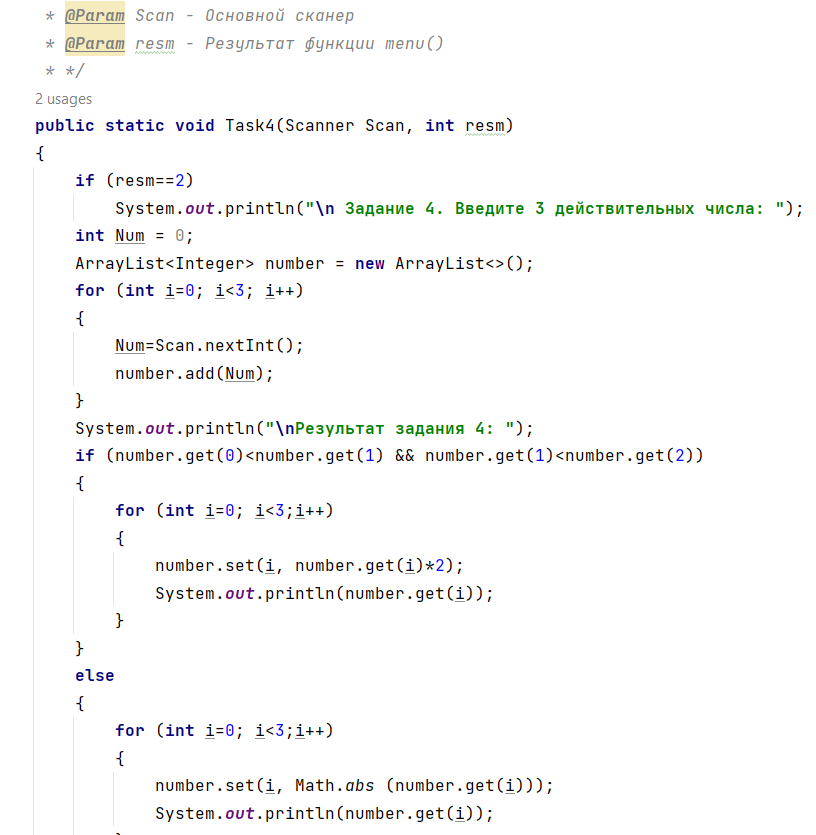 * @Param Scan - Основной сканер
* @Param resm - Результат функции menu()
* */
2 usages
public static void Task4(Scanner Scan, int resm)
{
if (resm==2)
System.out.println("\n Задание 4. Введите 3 действительных числа: ");
int Num = 0;
ArrayList<Integer> number = new ArrayList<>();
for (int i=0; i<3; i++)
{
Num=Scan.nextInt();
number.add(Num);
}
System.out.println("\nРезультат задания 4: ");
if (number.get(0)<number.get(1) && number.get(1)<number.get(2))
{
for (int i=0; i<3;i++)
{
number.set(i, number.get(i)*2);
System.out.println(number.get(i));
}
}
else
{
for (int i=0; i<3;i++)
{
number.set(i, Math.abs (number.get(i)));
System.out.println(number.get(i));